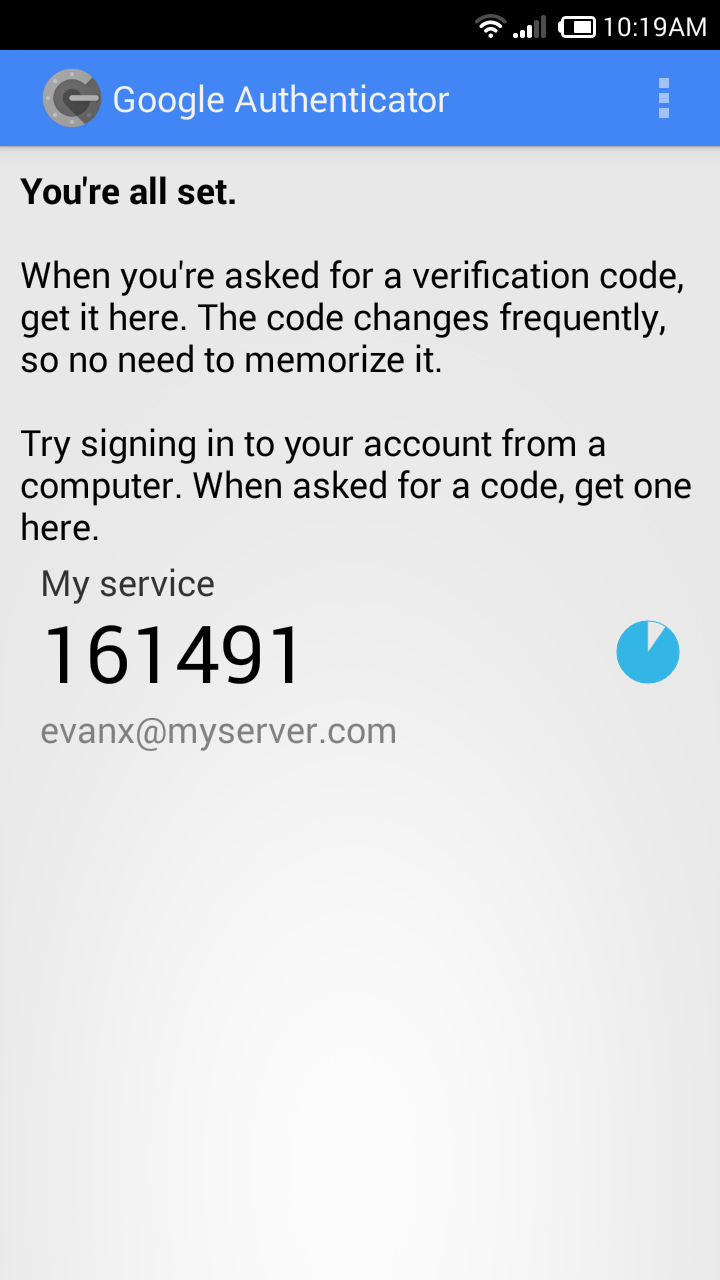 10:19AM
Google Authenticator
You're all set.
When you're asked for a verification code,
get it here. The code changes frequently,
so no need to memorize it.
Try signing in to your account from a
computer. When asked for a code, get one
here.
My service
161491
evanx@myserver.com